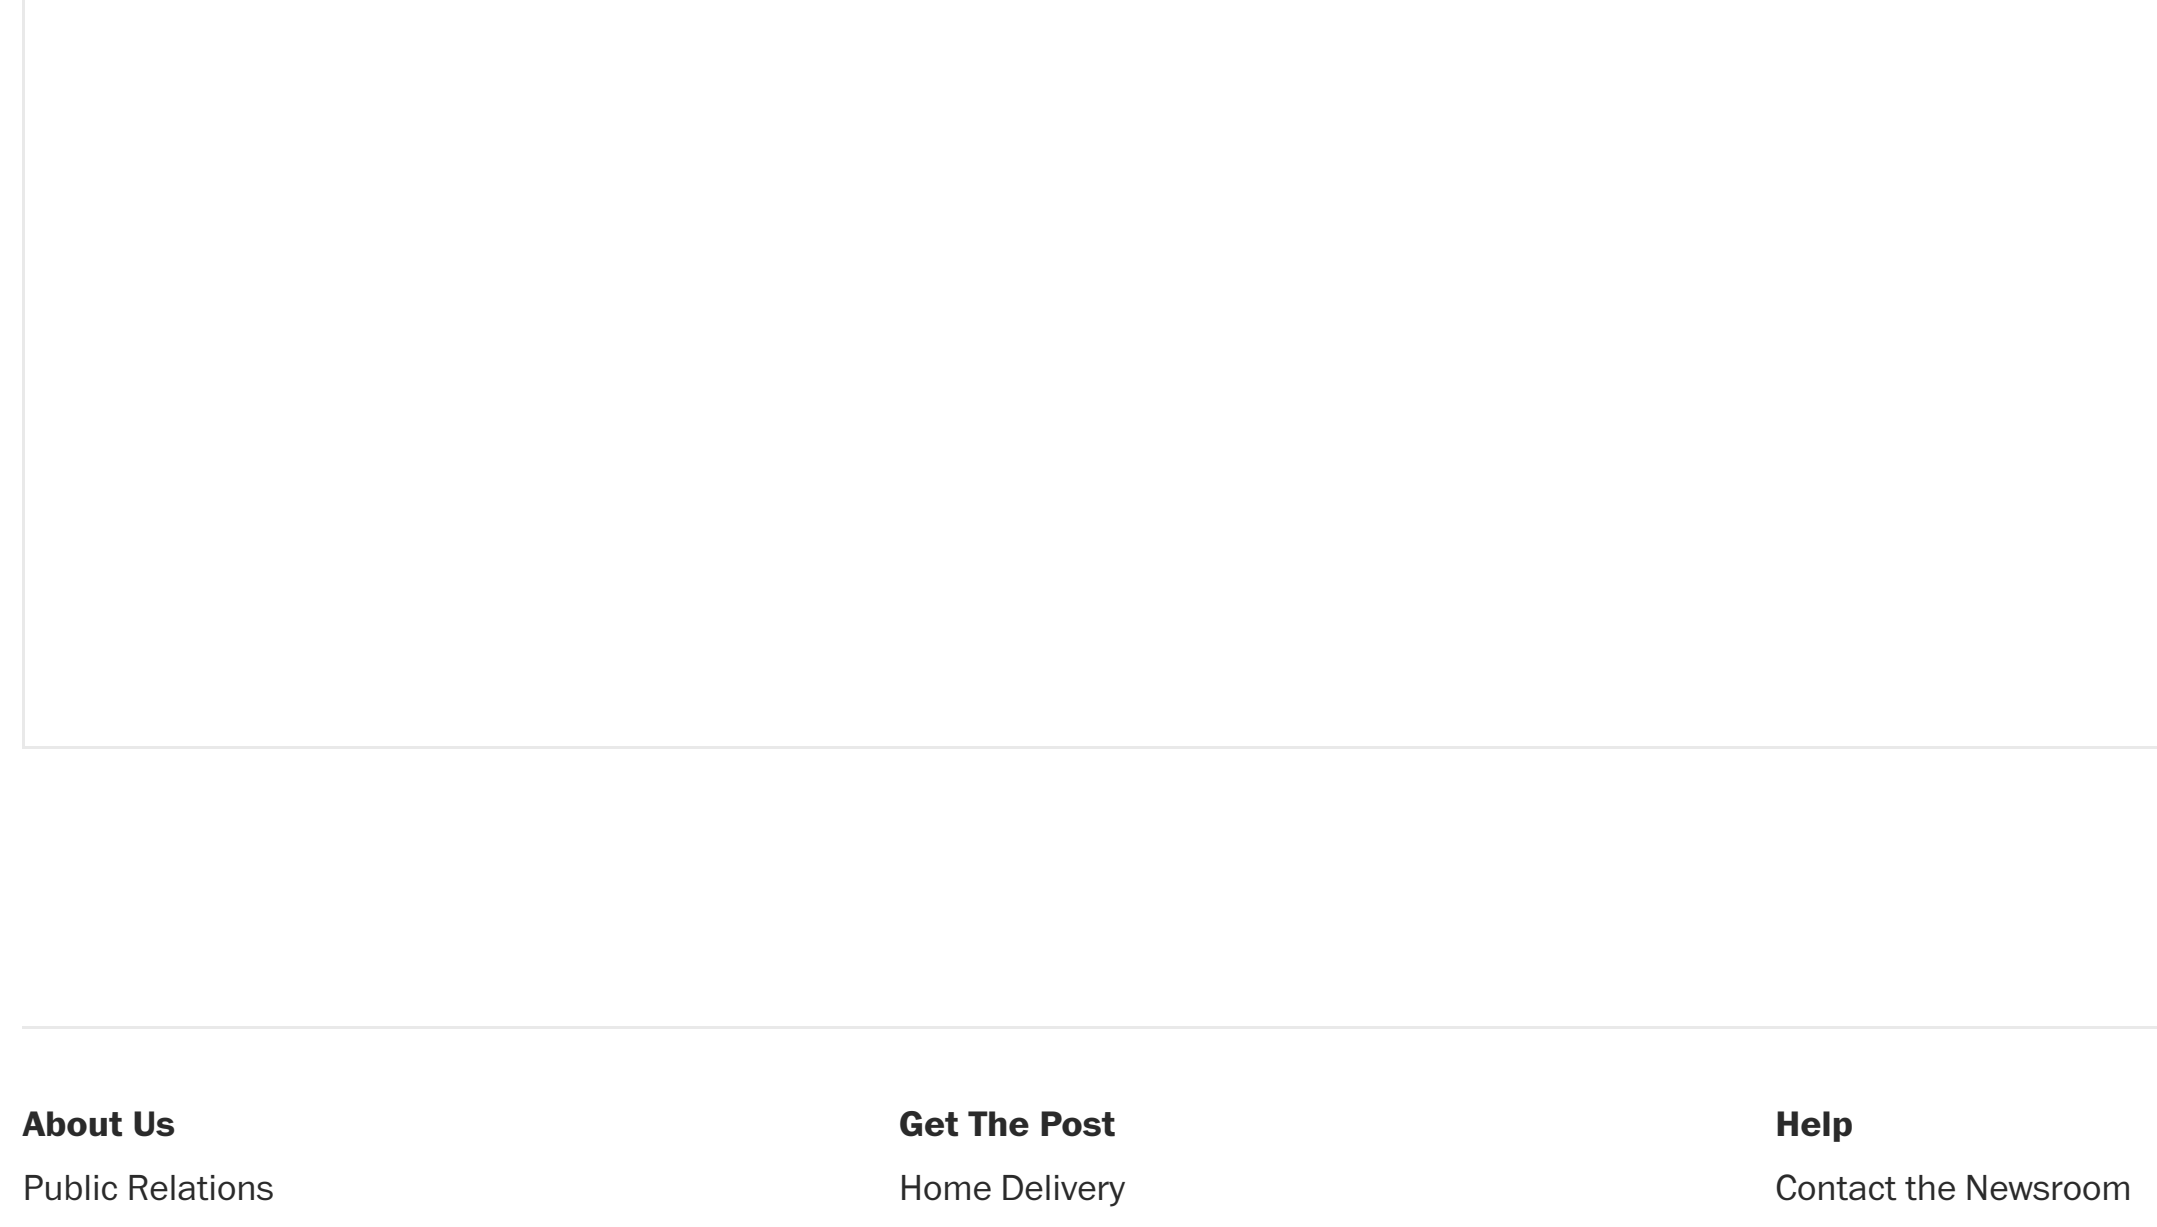 About Us
Public Relations
Get The Post
Home Delivery
Help
Contact the Newsroom